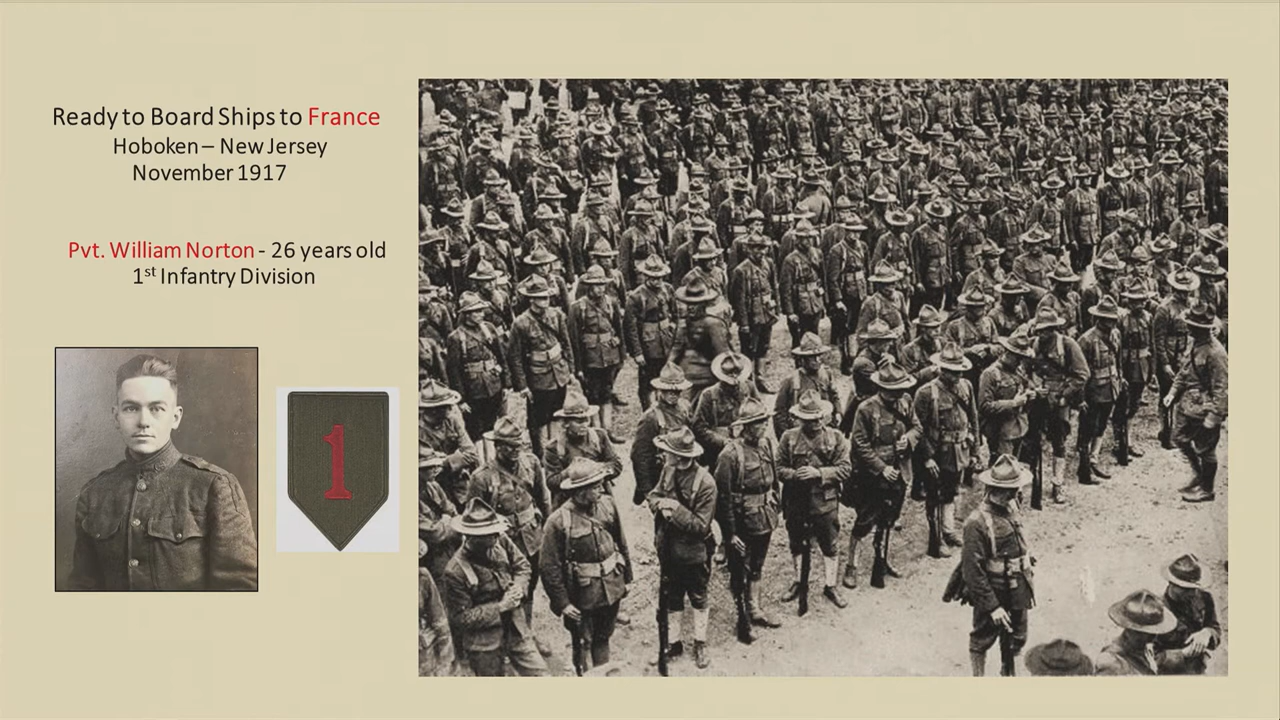 Ready to Board Ships to France
Hoboken – New Jersey
November 1917
Pvt. William Norton - 26 years old
1st Infantry Division
1